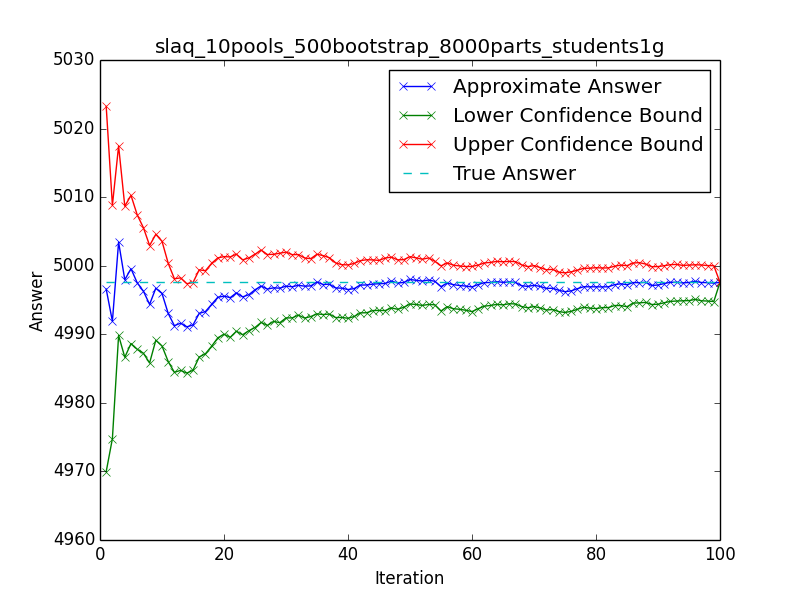 slaq_10pools_500bootstrap_8000parts_students1g
5030
5020
5010
5000
4990
4980
4970
4960
Answer
Approximate Answer
Lower Confidence Bound
Upper Confidence Bound
True Answer
0 20 40 60 80 100
Iteration